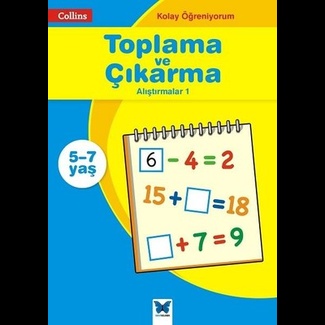 Collins
Kolay Öğreniyorum
Toplama
ve
Çıkarma
Alıştırmalar 1
5-7
yaş
6 - 4 = 2
15 + □ = 18
□ + 7 = 9